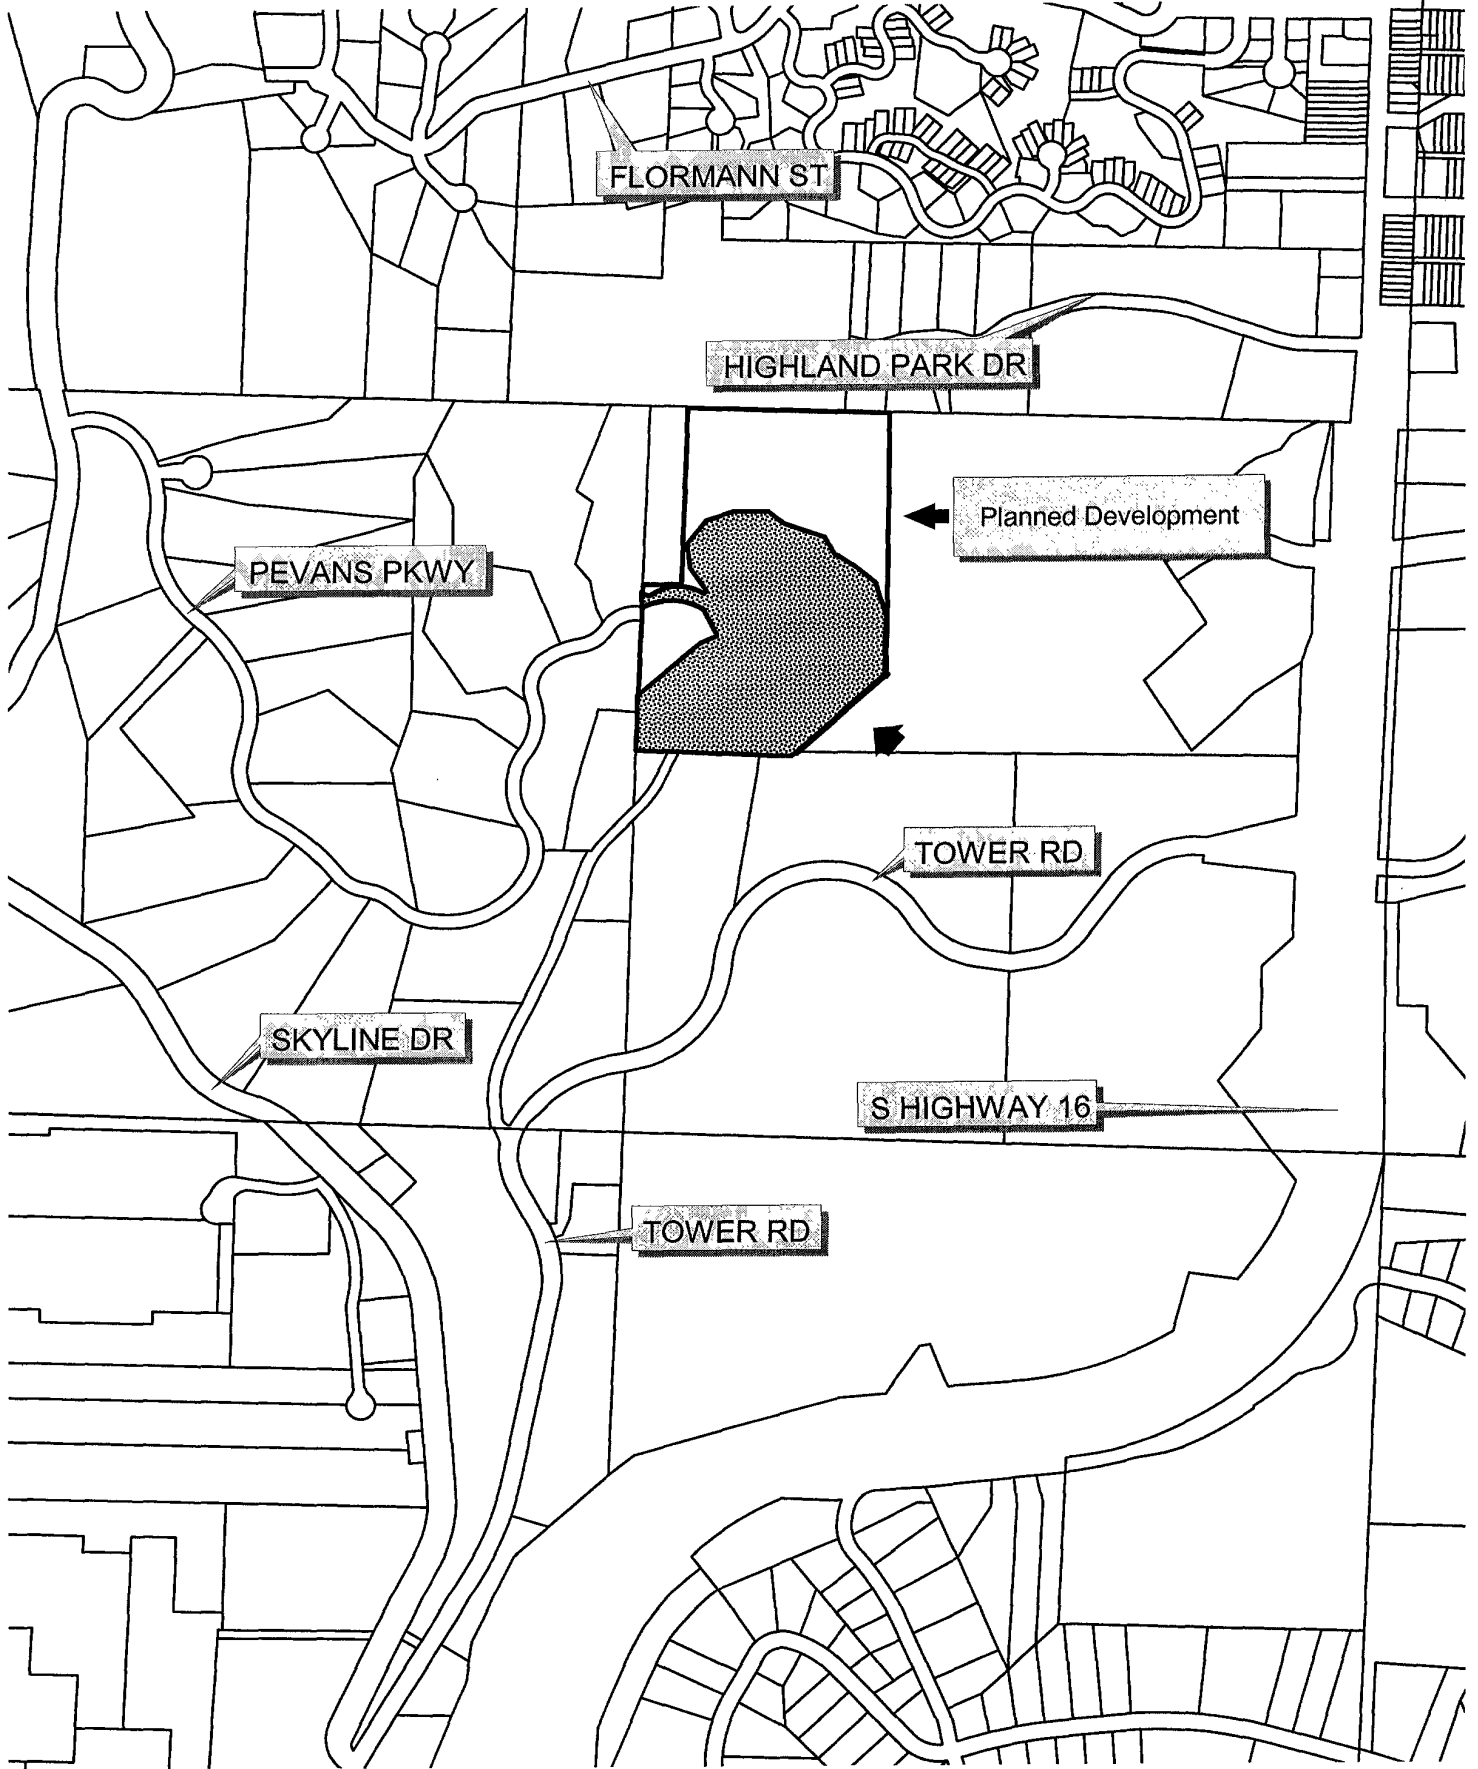 FLORMANN ST
HIGHLAND PARK DR
Planned Development
PEVANS PKWY
TOWER RD
SKYLINE DR
S HIGHWAY 16
TOWER RD